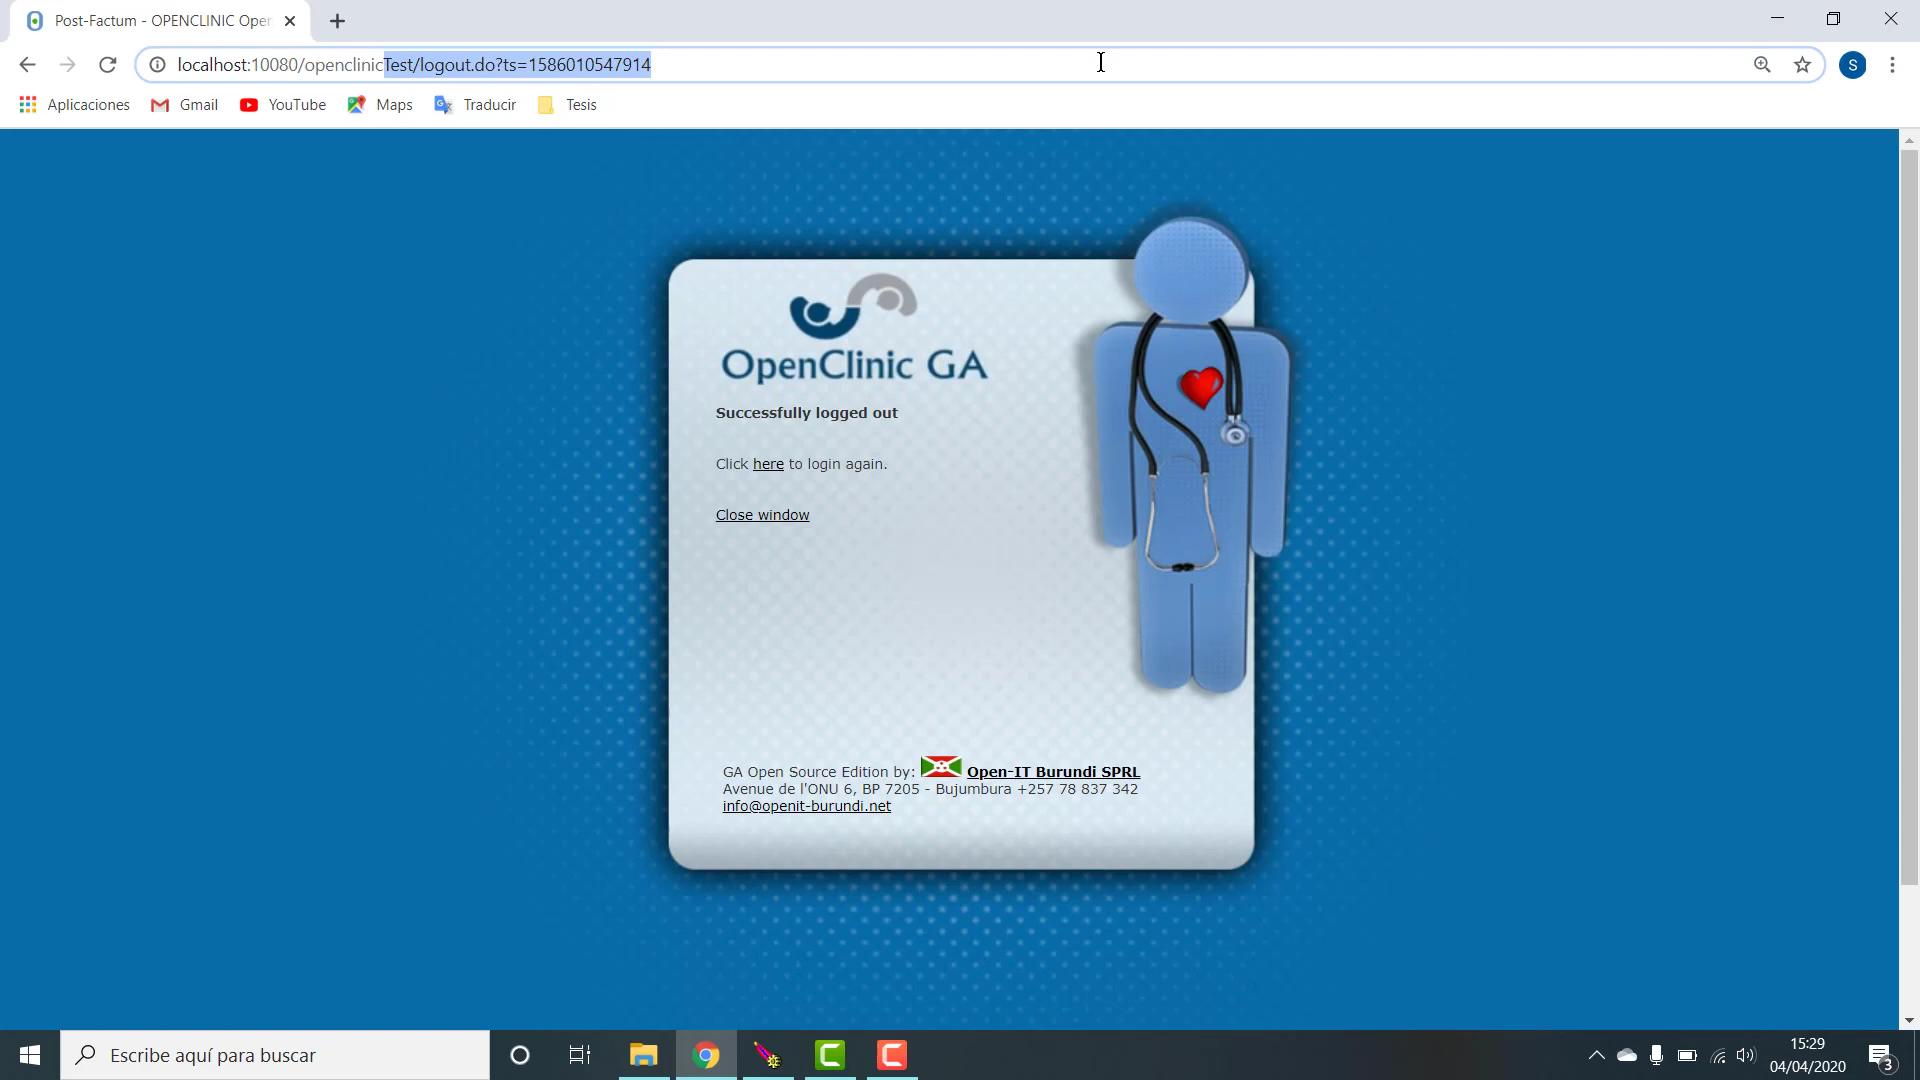 Post-Factum - OPENCLINIC Open
localhost:10080/openclinicTest/logout.do?ts=1586010547914
S
Aplicaciones
Gmail
YouTube
Maps
Traducir
Tesis
OpenClinic GA
Successfully logged out
Click here to login again.
Close window
GA Open Source Edition by: Open-IT Burundi SPRL
Avenue de l'ONU 6, BP 7205 - Bujumbura +257 78 837 342
info@openit-burundi.net
Escribe aquí para buscar
15:29
04/04/2020
3